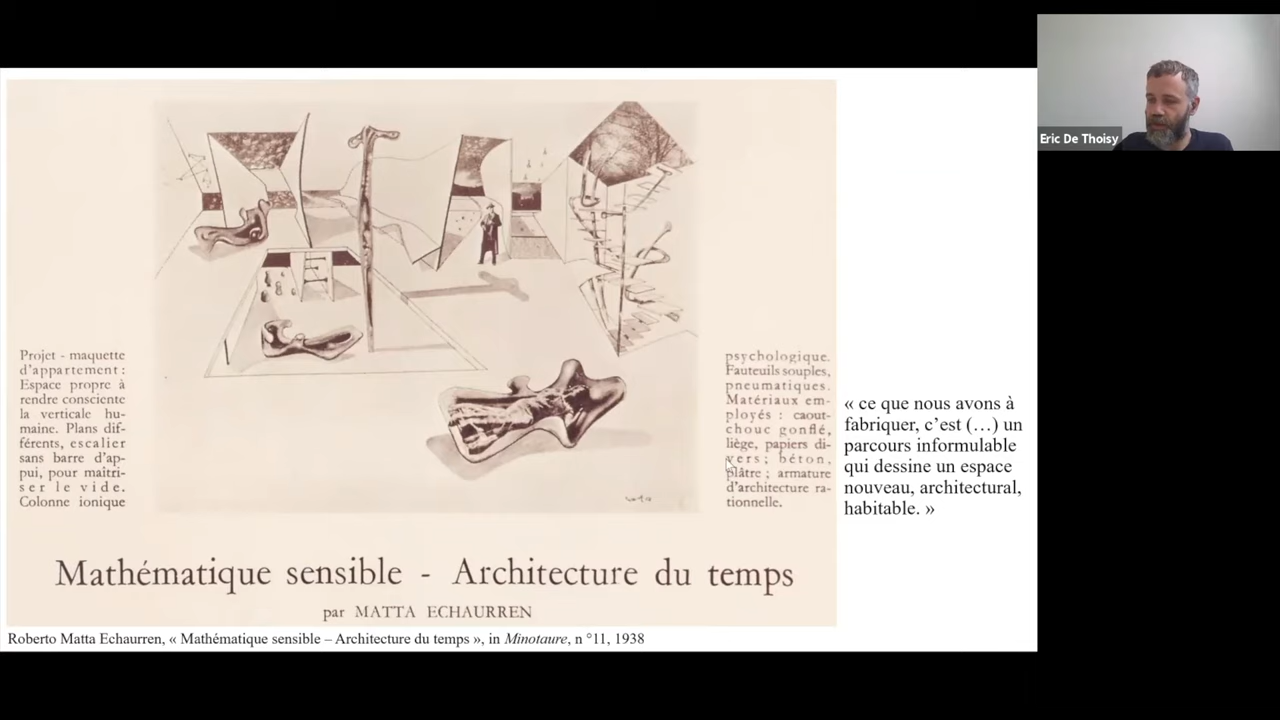 Projet - maquette
d'appartement :
Espace propre à
rendre consciente
la verticale hu-
maine. Plans dif-
férents, escalier
sans barre d'ap-
pui, pour maîtri-
ser le vide.
Colonne ionique
psychologique.
Fauteuils souples,
pneumatiques.
Matériaux em-
ployés : caout-
chouc gonflé,
liège, papiers di-
vers ; béton,
plâtre ; armature
d'architecture ra-
tionnelle.
Mathématique sensible - Architecture du temps
par MATTA ECHAURREN
Roberto Matta Echaurren, « Mathématique sensible – Architecture du temps », in Minotaure, n °11, 1938
« ce que nous avons à
fabriquer, c'est (…) un
parcours informulable
qui dessine un espace
nouveau, architectural,
habitable. »
Eric De Thoisy